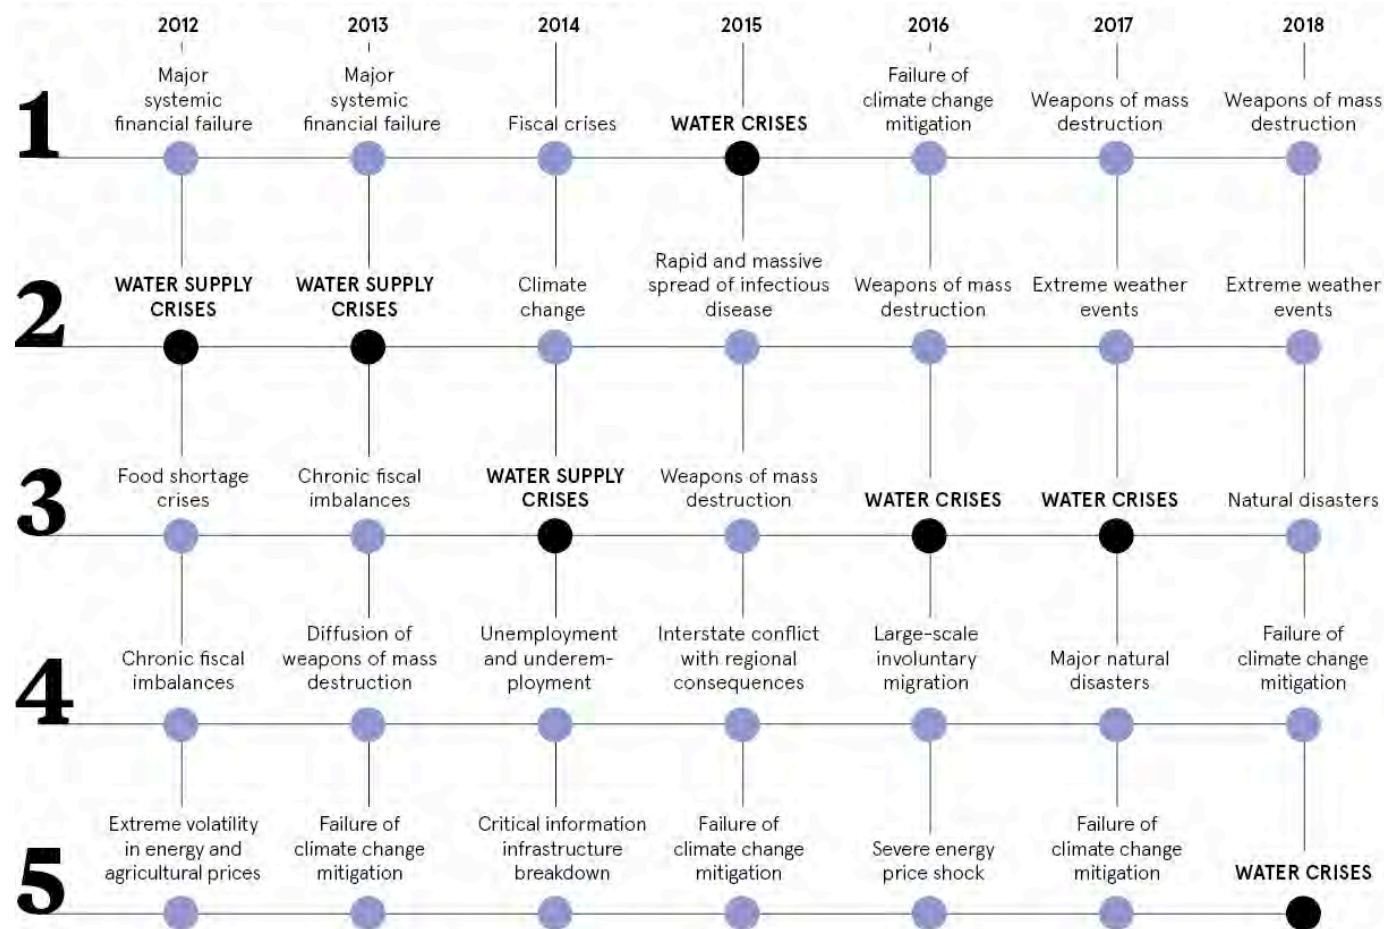 2012 2013 2014 2015 2016 2017 2018
1
Major
systemic
financial failure
Major
systemic
financial failure
Fiscal crises
WATER CRISES
Failure of
climate change
mitigation
Weapons of mass
destruction
Weapons of mass
destruction
2
WATER SUPPLY
CRISES
WATER SUPPLY
CRISES
Climate
change
Rapid and massive
spread of infectious
disease
Weapons of mass
destruction
Extreme weather
events
Extreme weather
events
3
Food shortage
crises
Chronic fiscal
imbalances
WATER SUPPLY
CRISES
Weapons of mass
destruction
WATER CRISES
WATER CRISES
Natural disasters
4
Chronic fiscal
imbalances
Diffusion of
weapons of mass
destruction
Unemployment
and underem-
ployment
Interstate conflict
with regional
consequences
Large-scale
involuntary
migration
Major natural
disasters
Failure of
climate change
mitigation
5
Extreme volatility
in energy and
agricultural prices
Failure of
climate change
mitigation
Critical information
infrastructure
breakdown
Failure of
climate change
mitigation
Severe energy
price shock
Failure of
climate change
mitigation
WATER CRISES